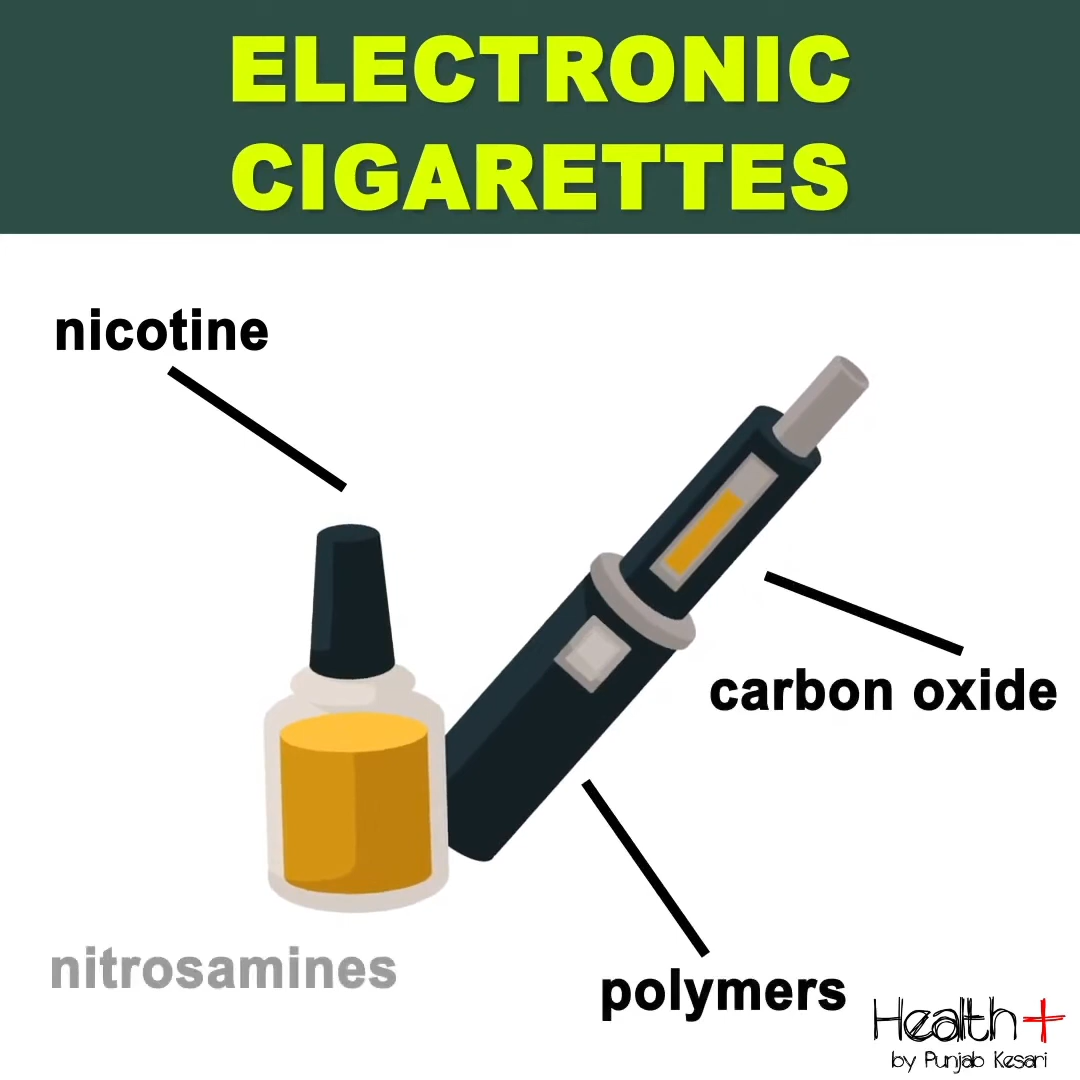 ELECTRONIC
CIGARETTES
nicotine
carbon oxide
nitrosamines
polymers
Health+
by Punjab Kesari